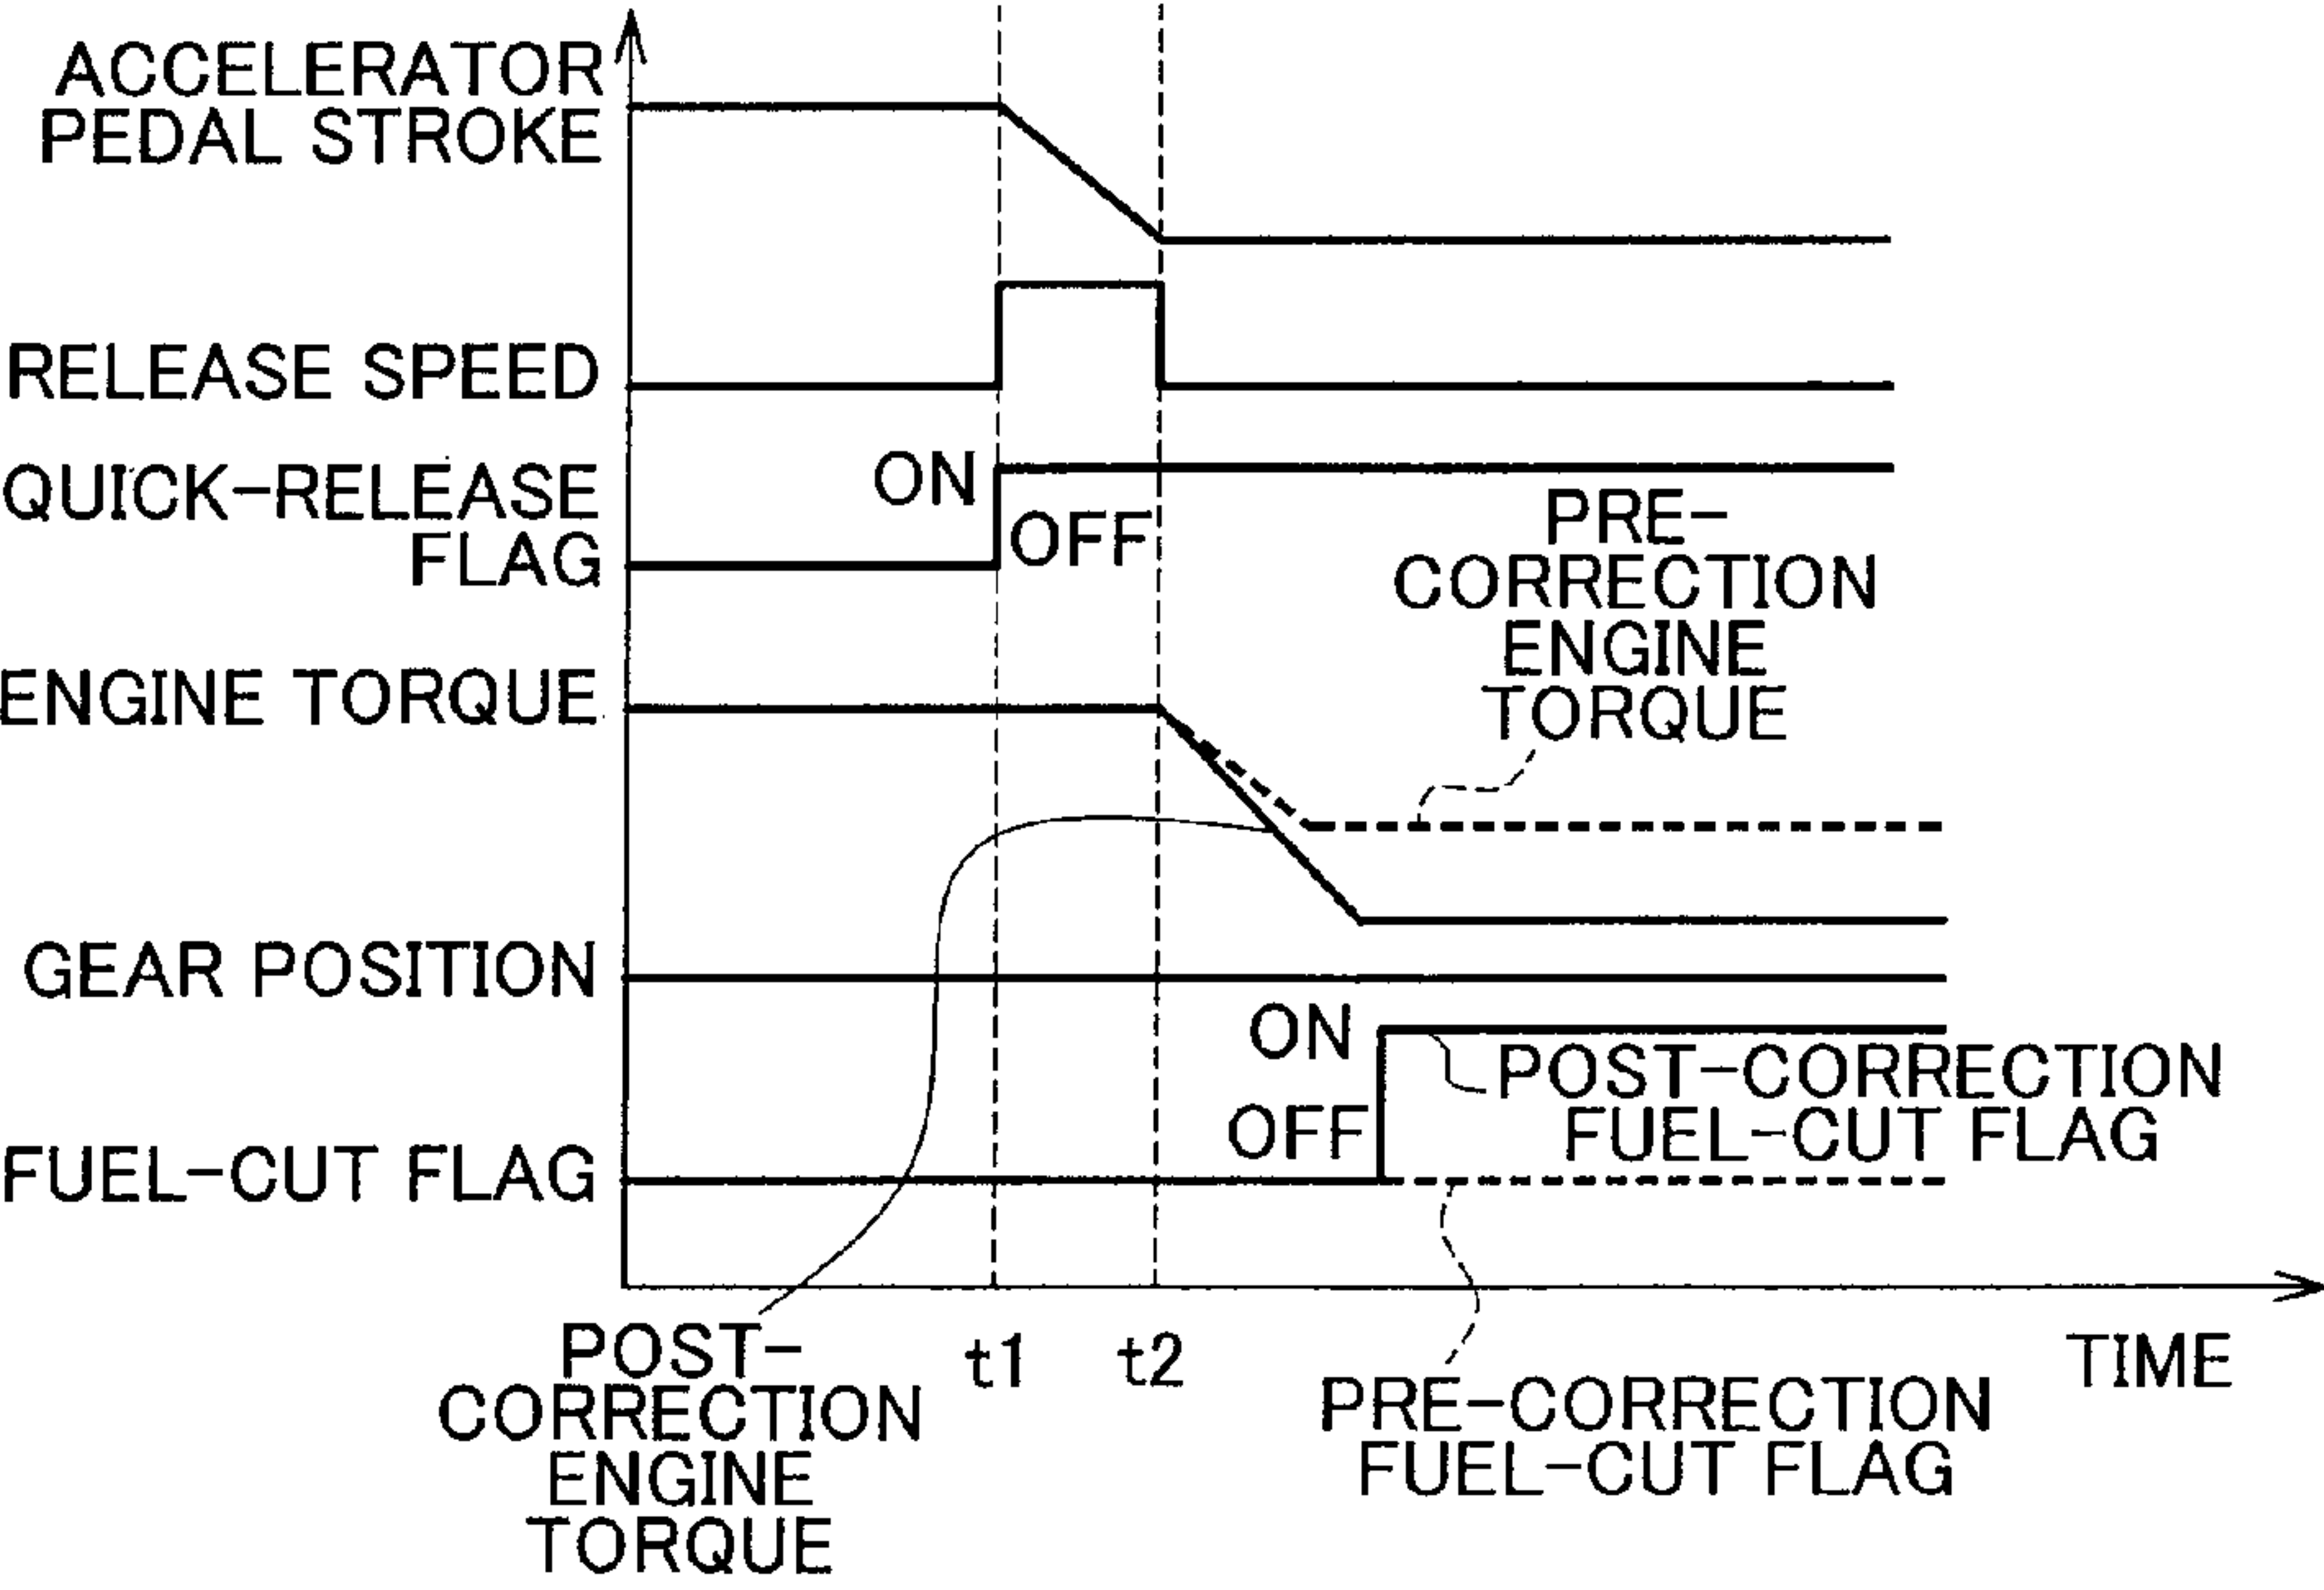 ACCELERATOR
PEDAL STROKE
RELEASE SPEED
QUICK-RELEASE
FLAG
ON
OFF
PRE-
CORRECTION
ENGINE
TORQUE
ENGINE TORQUE
GEAR POSITION
ON
OFF
POST-CORRECTION
FUEL-CUT FLAG
FUEL-CUT FLAG
POST-
CORRECTION
ENGINE
TORQUE
t1
t2
PRE-CORRECTION
FUEL-CUT FLAG
TIME